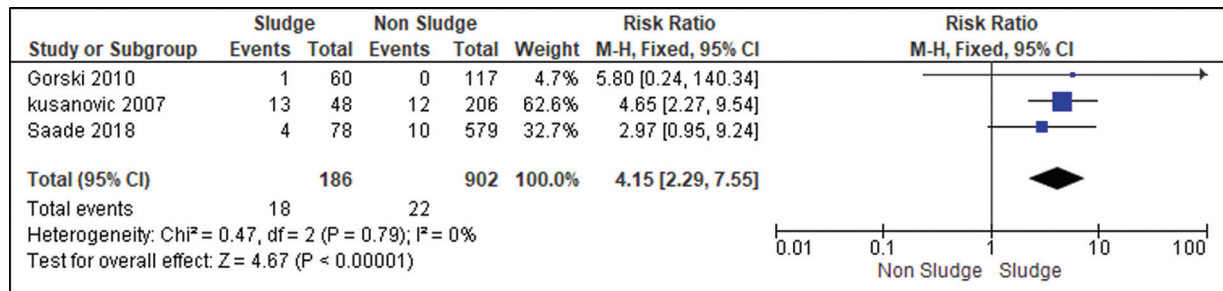 Sludge Non Sludge Risk Ratio Risk Ratio
Study or Subgroup Events Total Events Total Weight M-H, Fixed, 95% CI M-H, Fixed, 95% CI
Gorski 2010 1 60 0 117 4.7% 5.80 [0.24, 140.34]
kusanovic 2007 13 48 12 206 62.6% 4.65 [2.27, 9.54]
Saade 2018 4 78 10 579 32.7% 2.97 [0.95, 9.24]
Total (95% CI) 186 902 100.0% 4.15 [2.29, 7.55]
Total events 18 22
Heterogeneity: Chi² = 0.47, df = 2 (P = 0.79); I² = 0%
Test for overall effect: Z = 4.67 (P < 0.00001)
0.01 0.1 1 10 100
Non Sludge Sludge